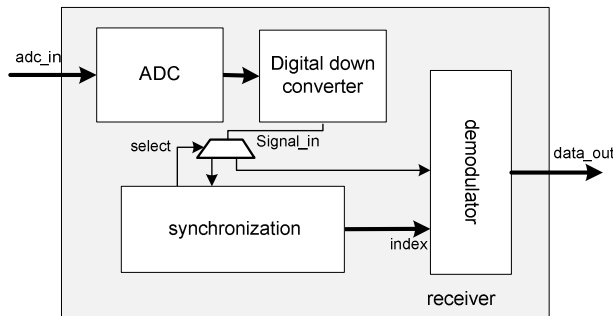 adc_in
ADC
Digital down
converter
select
Signal_in
demodulator
data_out
synchronization
index
receiver